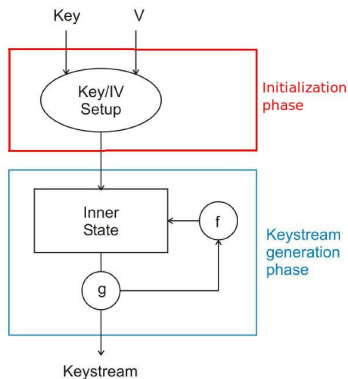 Key V
Key/IV
Setup
Initialization
phase
Inner
State
f
Keystream
generation
phase
g
Keystream